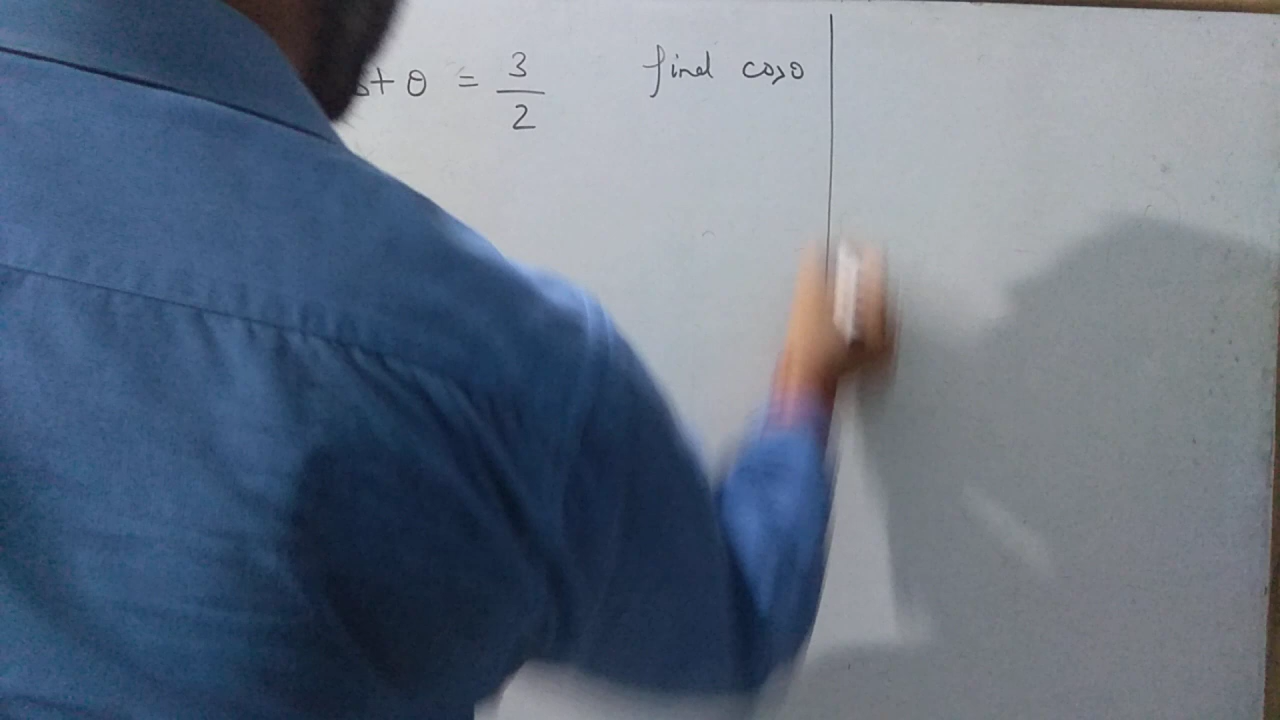 t θ = 3/2 find cosθ